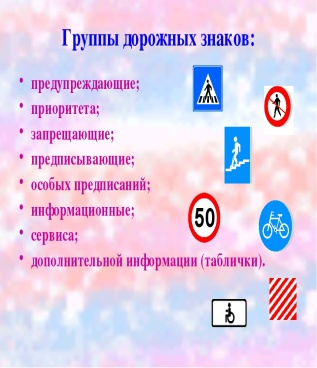 Группы дорожных знаков:
• предупреждающие;
• приоритета;
• запрещающие;
• предписывающие;
• особых предписаний;
• информационные;
• сервиса;
• дополнительной информации (таблички).
50